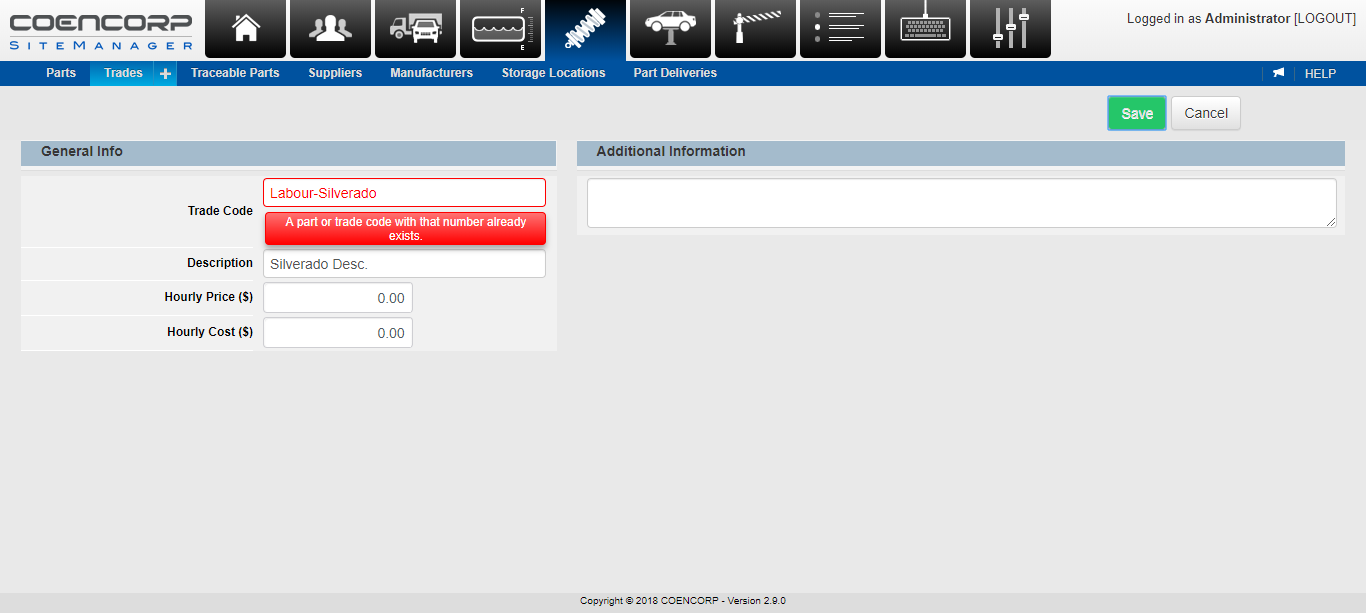 COENCORP
SITEMANAGER
F
E
Logged in as Administrator [LOGOUT]
Parts Trades + Traceable Parts Suppliers Manufacturers Storage Locations Part Deliveries HELP
Save Cancel
General Info
Additional Information
Trade Code
Labour-Silverado
A part or trade code with that number already
exists.
Description Silverado Desc.
Hourly Price ($) 0.00
Hourly Cost ($) 0.00
Copyright © 2018 COENCORP - Version 2.9.0